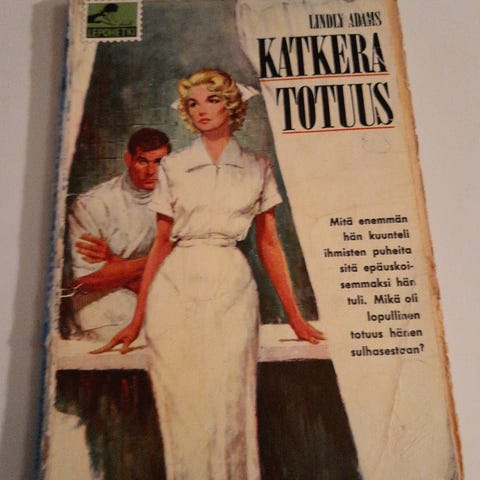 LEPOHETKI
LINDLY ADAMS
KATKERA
TOTUUS
Mitä enemmän
hän kuunteli
ihmisten puheita
sitä epäuskoi-
semmaksi hän
tuli. Mikä oli
lopullinen
totuus hänen
sulhasestaan?